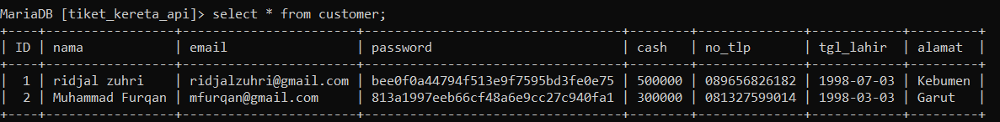 MariaDB [tiket_kereta_api]> select * from customer;
+----+-----------------+-----------------------+----------------------------------+--------+--------------+------------+---------+
| ID | nama            | email                 | password                         | cash   | no_tlp       | tgl_lahir  | alamat  |
+----+-----------------+-----------------------+----------------------------------+--------+--------------+------------+---------+
|  1 | ridjal zuhri    | ridjalzuhri@gmail.com | bee0f0a44794f513e9f7595bd3fe0e75 | 500000 | 089656826182 | 1998-07-03 | Kebumen |
|  2 | Muhammad Furqan | mfurqan@gmail.com     | 813a1997eeb66cf48a6e9cc27c940fa1 | 300000 | 081327599014 | 1998-03-03 | Garut   |
+----+-----------------+-----------------------+----------------------------------+--------+--------------+------------+---------+